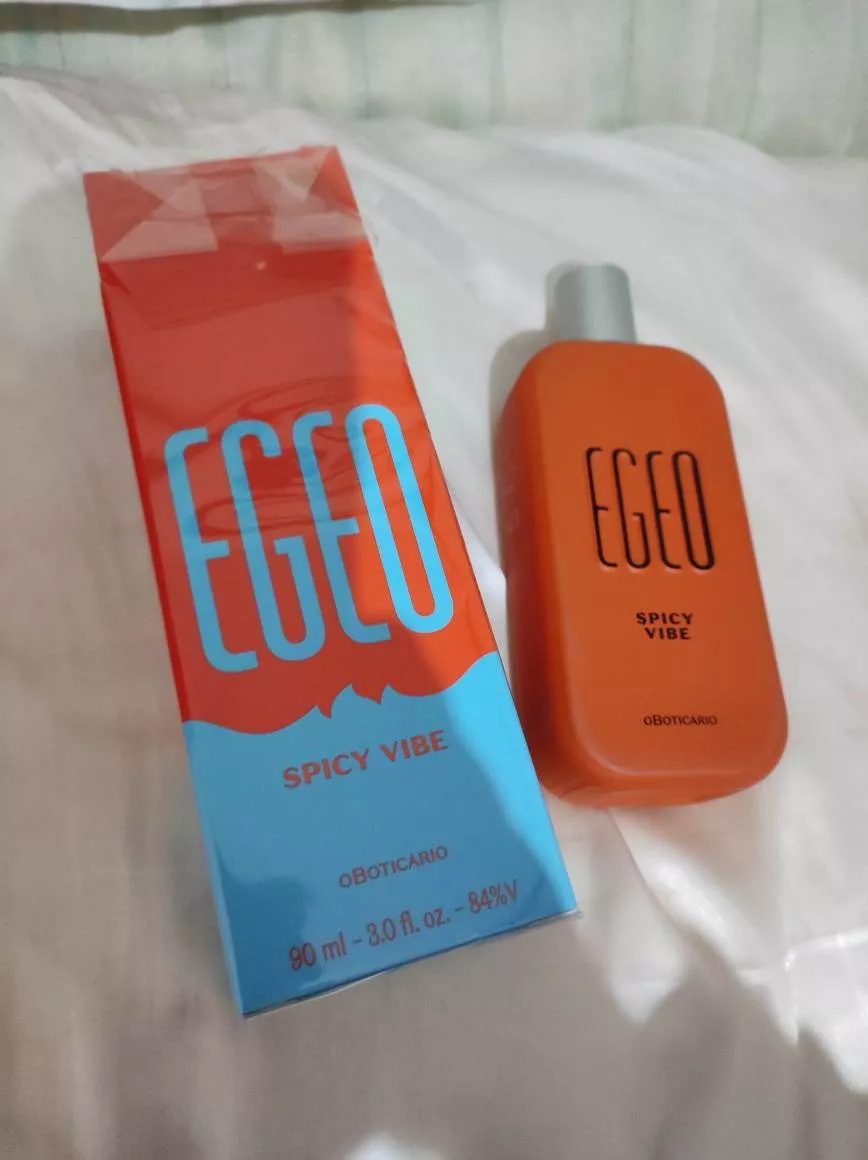 EGEO
SPICY VIBE
oBOTICARIO
90 ml - 3.0 fl. oz. - 84%V
EGEO
SPICY
VIBE
oBOTICARIO